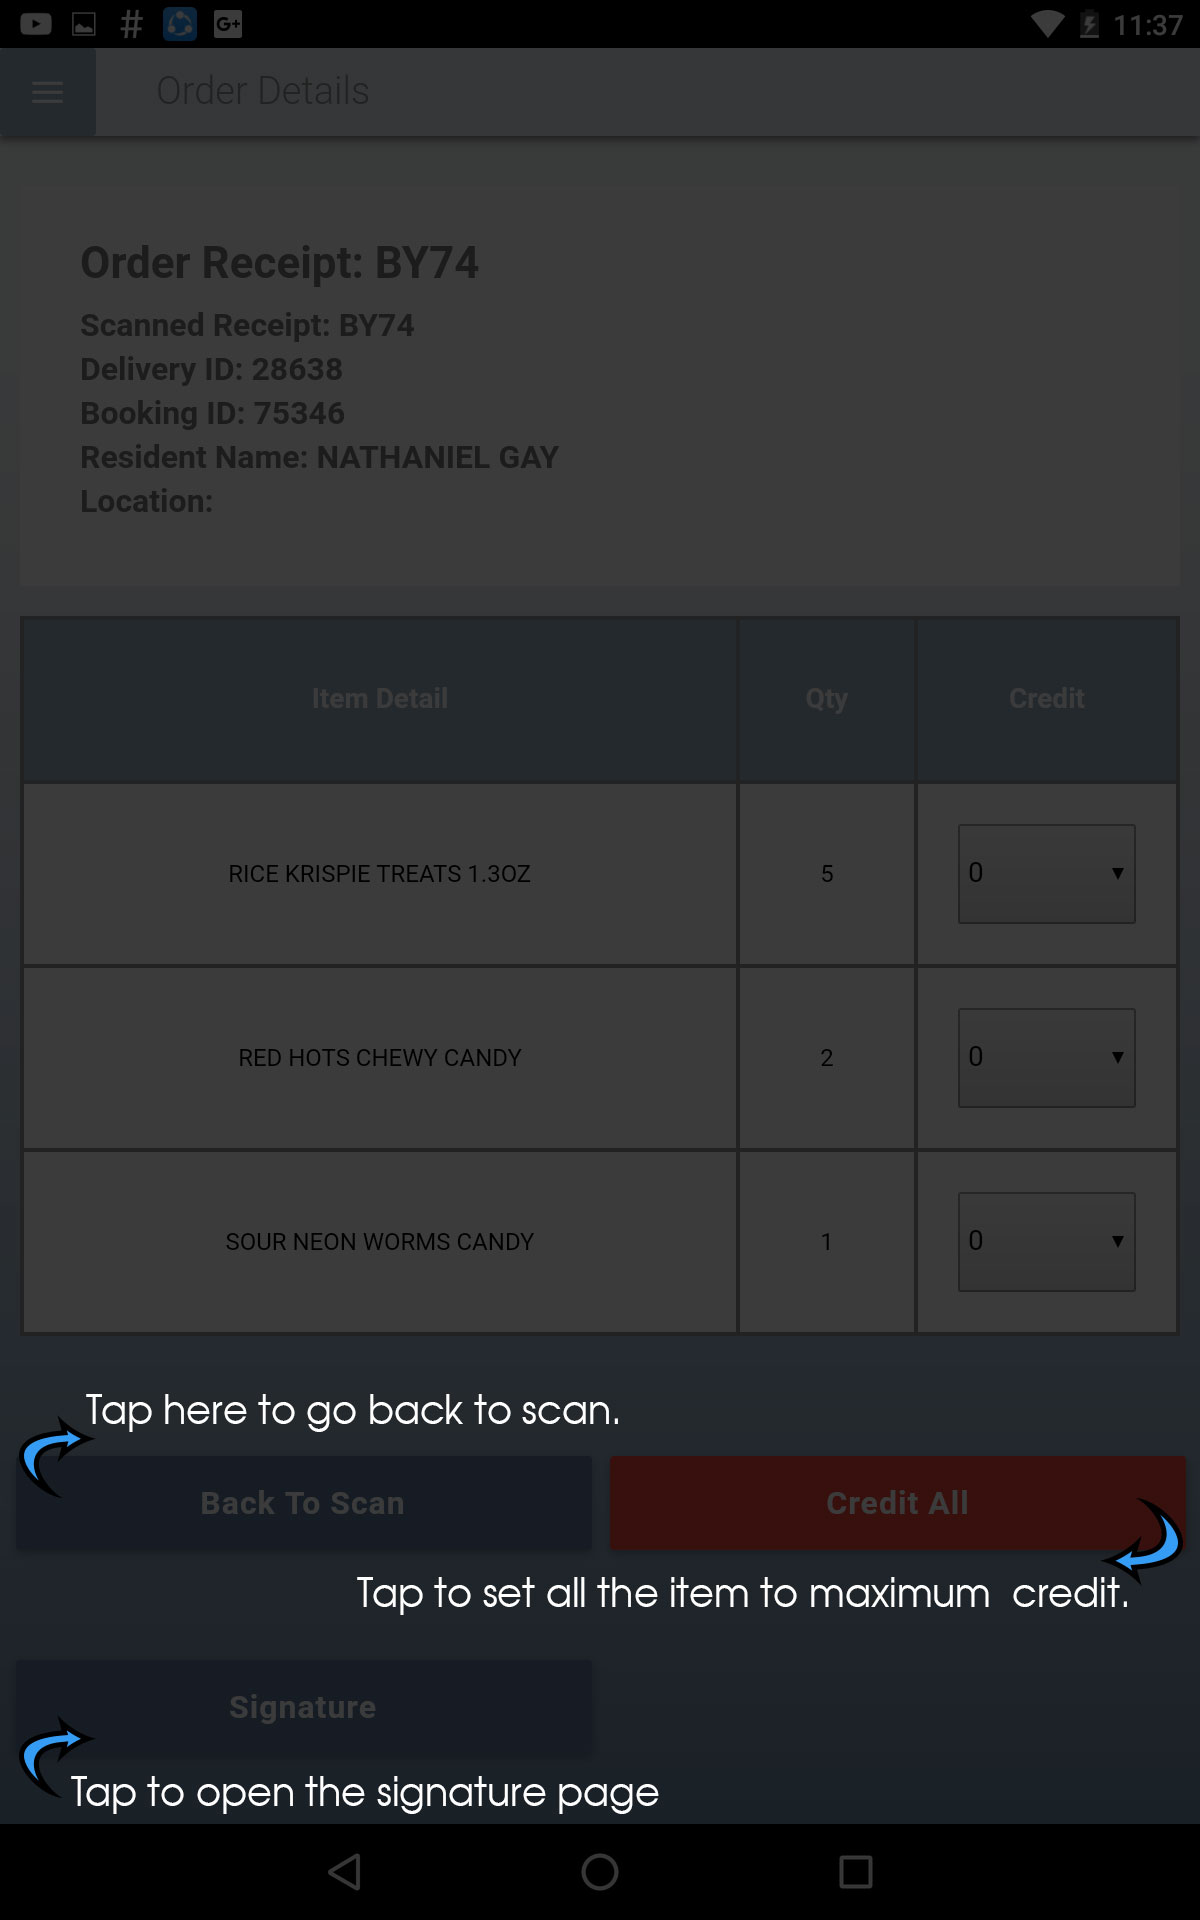 11:37
Order Details
Order Receipt: BY74
Scanned Receipt: BY74
Delivery ID: 28638
Booking ID: 75346
Resident Name: NATHANIEL GAY
Location:
Item Detail Qty Credit
RICE KRISPIE TREATS 1.3OZ 5 0
RED HOTS CHEWY CANDY 2 0
SOUR NEON WORMS CANDY 1 0
Tap here to go back to scan.
Back To Scan Credit All
Tap to set all the item to maximum  credit.
Signature
Tap to open the signature page